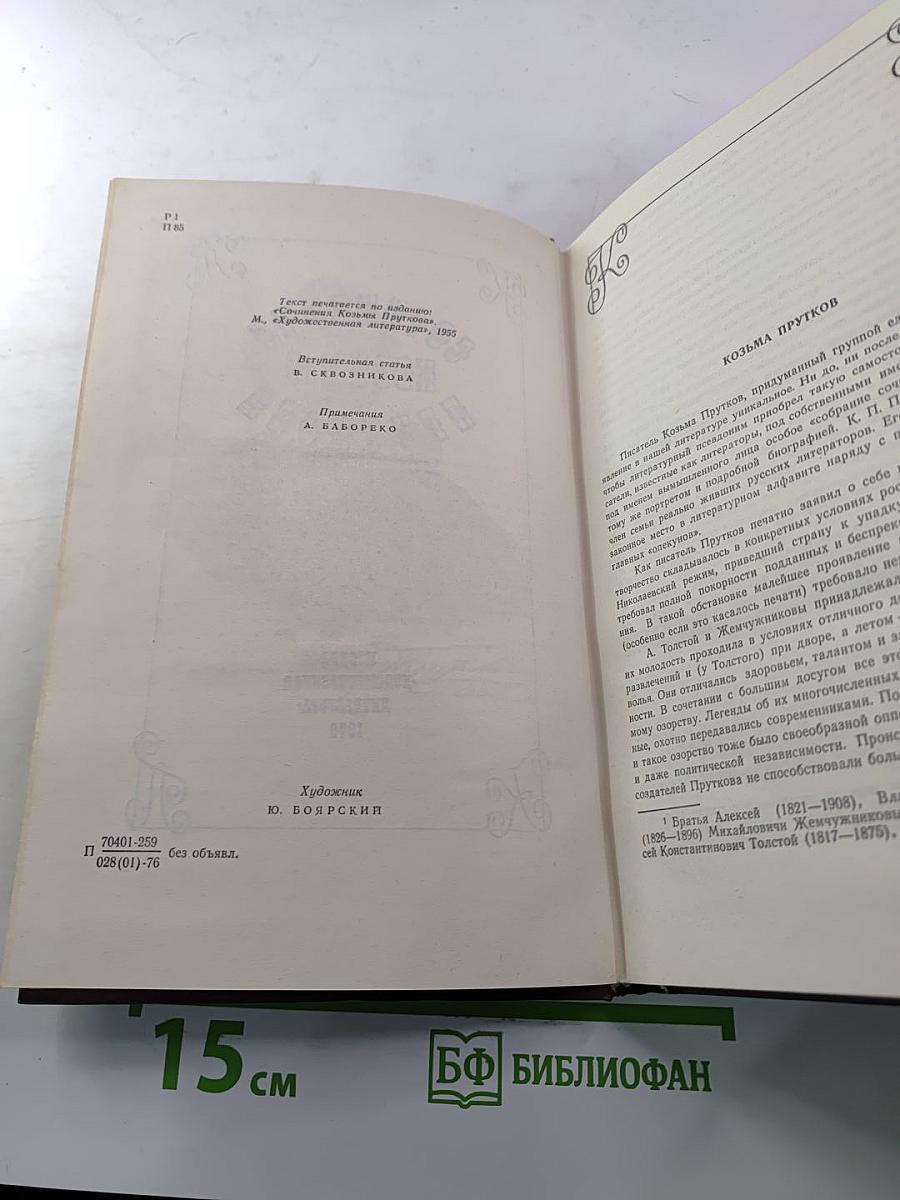 Р 1
П 85
Текст печатается по изданию:
«Сочинения Козьмы Пруткова».
М., «Художественная литература», 1955
Вступительная статья
В. СКВОЗНИКОВА
Примечания
А. БАБОРЕКО
Художник
Ю. БОЯРСКИЙ
П 70401-259
028(01)-76 без объявл.
КОЗЬМА ПРУТКОВ
Писатель Козьма Прутков, придуманный группой
явление в нашей литературе уникальное. Ни до, ни после
чтобы литературный псевдоним приобрел такую
сатели, известные как литераторы, под собственными
под именем вымышленного лица особое «собрание
тому же портретом и подробной биографией. К. П.
член семьи реально живших русских литераторов.
законное место в литературном алфавите наряду с
главных «опекунов».
Как писатель Прутков печатно заявил о себе
творчество складывалось в конкретных условиях
Николаевский режим, приведший страну к упадку
требовал полной покорности подданных и
ния. В такой обстановке малейшее проявление
(особенно если это касалось печати) требовало
А. Толстой и Жемчужниковы
их молодость проходила в условиях отличного
развлечений и (у Толстого) при дворе, а летом
волья. Они отличались здоровьем, талантом и
ности. В сочетании с большим досугом все
мому озорству. Легенды об их многочисленных
ные, охотно передавались современниками.
и такое озорство тоже было своеобразной
и даже политической независимости.
создателей Пруткова не способствовали
1 Братья Алексей (1821—1908),
(1826—1896) Михайловичи Жемчужниковы
сей Константинович Толстой (1817—1875).
15 см
БФ БИБЛИОФАН